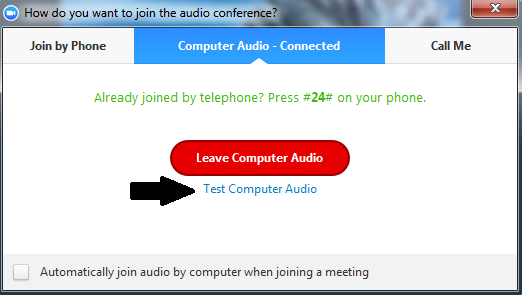 How do you want to join the audio conference?
Join by Phone
Computer Audio - Connected
Call Me
Already joined by telephone? Press #24# on your phone.
Leave Computer Audio
Test Computer Audio
Automatically join audio by computer when joining a meeting